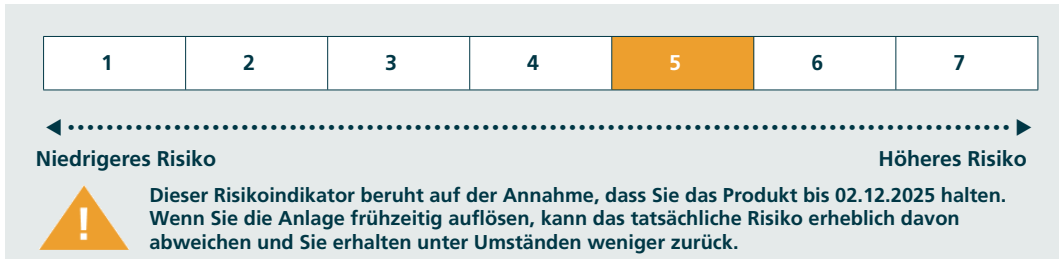 1 2 3 4 5 6 7
Niedrigeres Risiko Höheres Risiko
!
Dieser Risikoindikator beruht auf der Annahme, dass Sie das Produkt bis 02.12.2025 halten.
Wenn Sie die Anlage frühzeitig auflösen, kann das tatsächliche Risiko erheblich davon
abweichen und Sie erhalten unter Umständen weniger zurück.